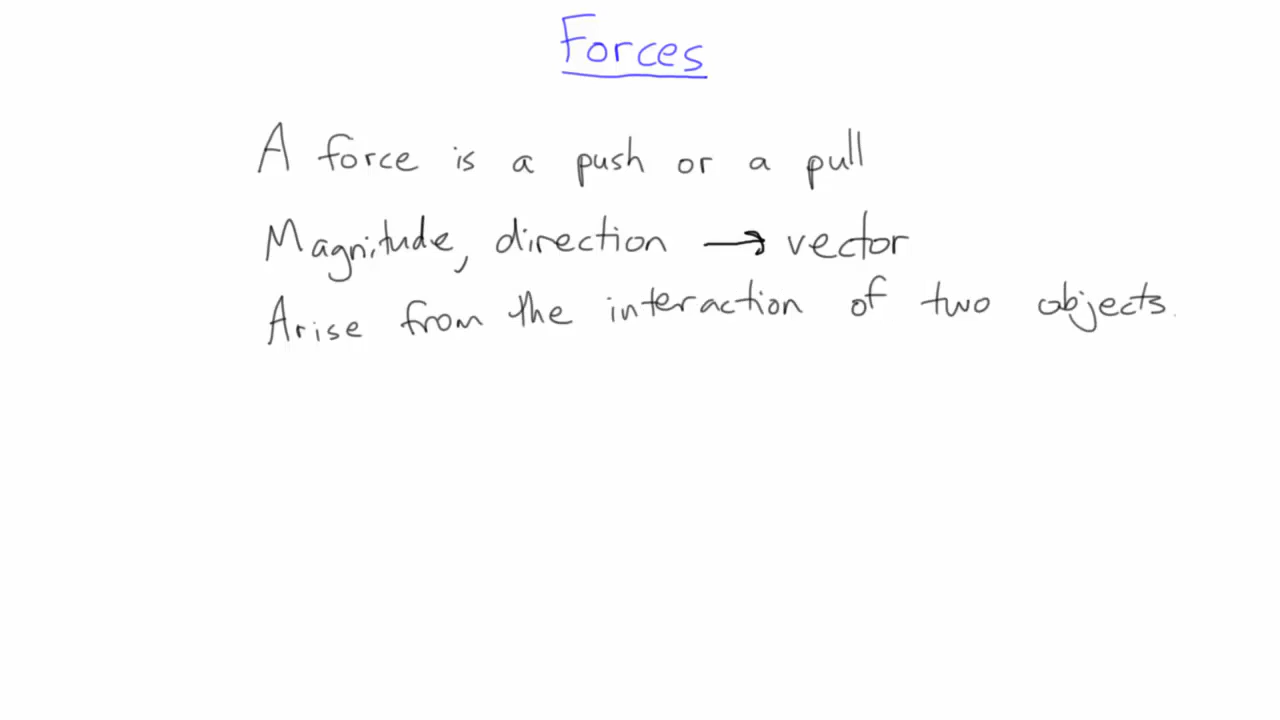 Forces
A force is a push or a pull
Magnitude, direction → vector
Arise from the interaction of two objects.